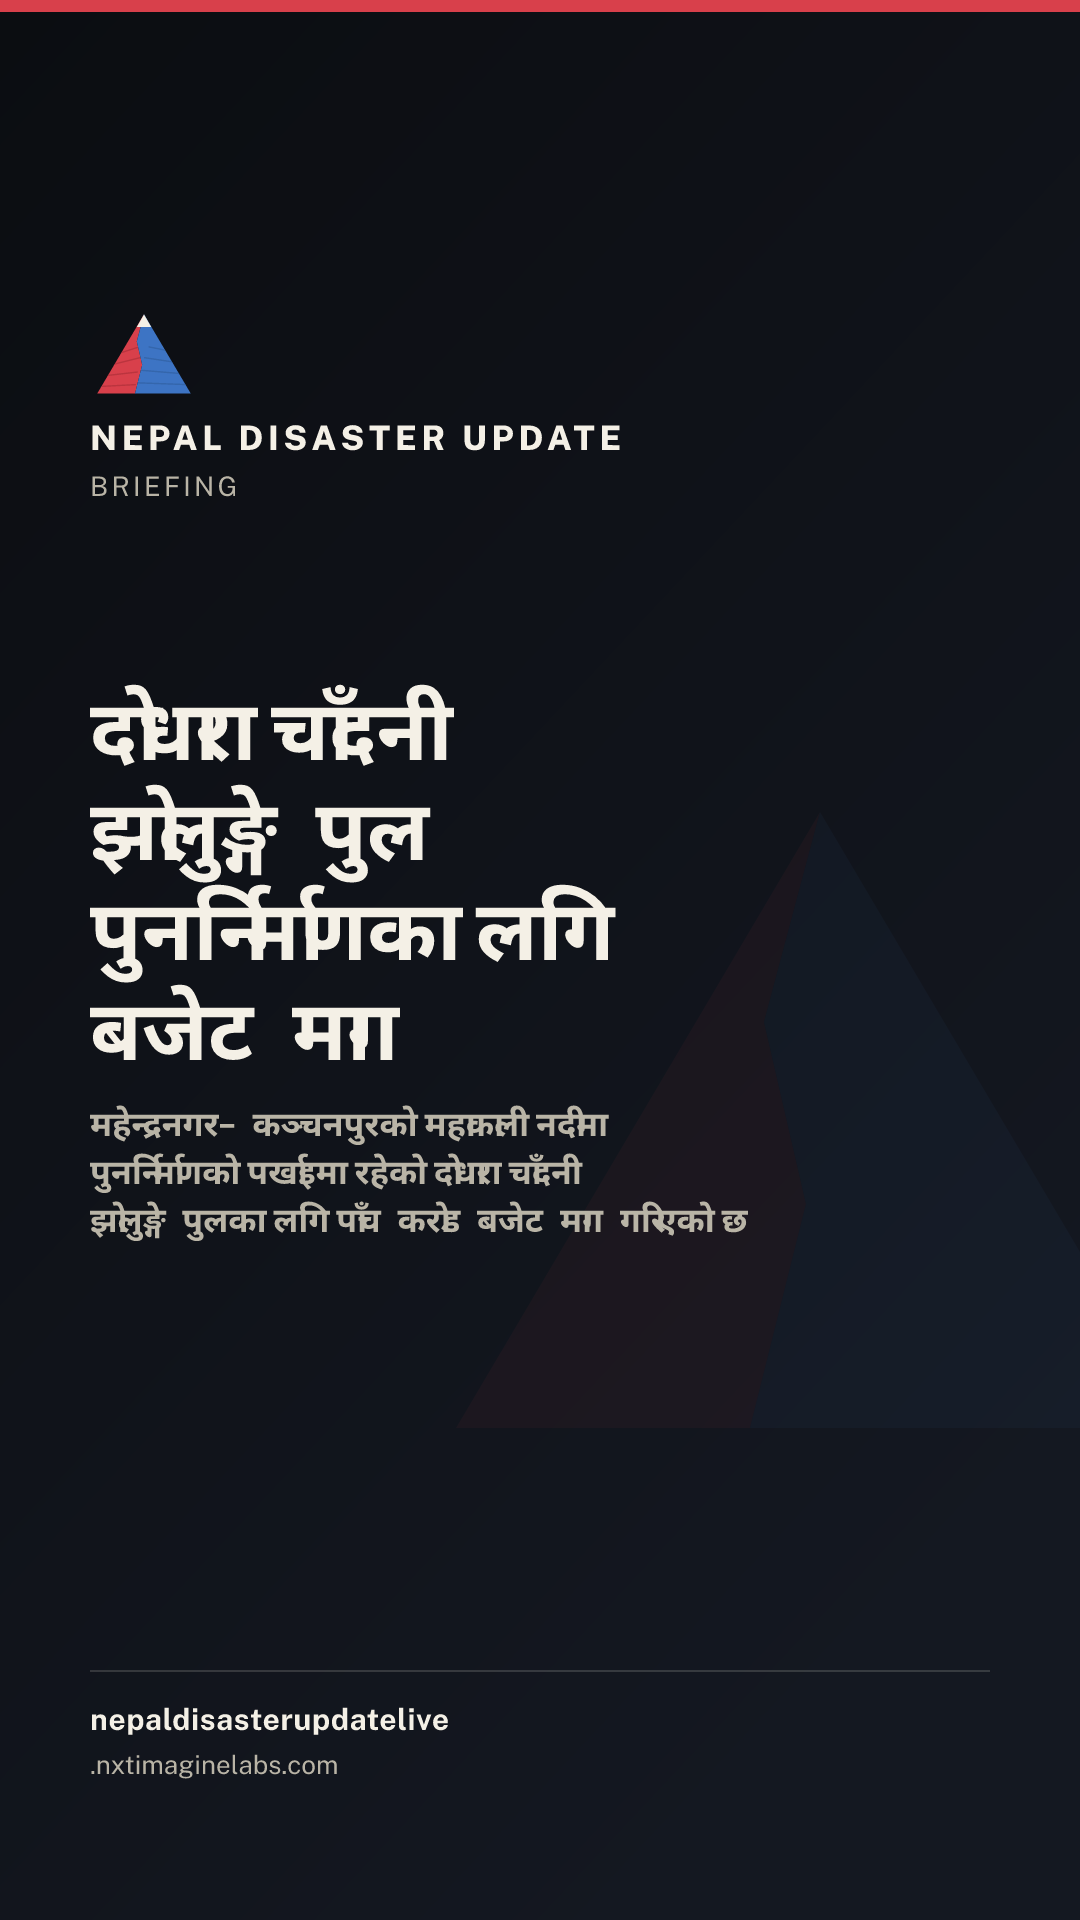 NEPAL DISASTER UPDATE
BRIEFING
दोधारा चाँदनी
झोलुङ्गे पुल
पुनर्निर्माणका लागि
बजेट माग
महेन्द्रनगर– कञ्चनपुरको महाकाली नदीमा
पुनर्निर्माणको पर्खाइमा रहेको दोधारा चाँदनी
झोलुङ्गे पुलका लागि पाँच करोड बजेट माग गरिएको छ
nepaldisasterupdatelive
.nxtimaginelabs.com